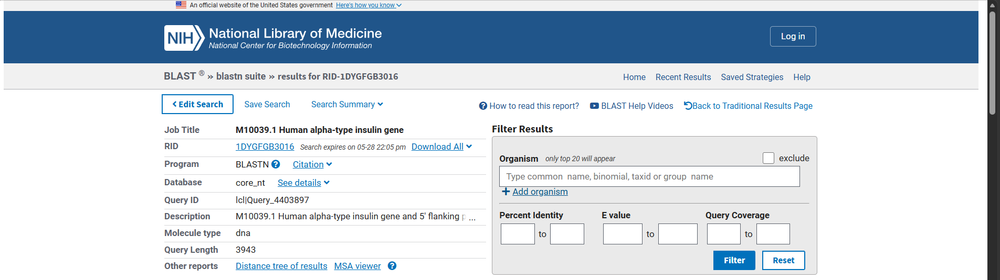 An official website of the United States government Here's how you know
NIH National Library of Medicine
National Center for Biotechnology Information
Log in
BLAST ® » blastn suite » results for RID-1DYGFGB3016
Home Recent Results Saved Strategies Help
Edit Search Save Search Search Summary
How to read this report? BLAST Help Videos Back to Traditional Results Page
Job Title M10039.1 Human alpha-type insulin gene
RID 1DYGFGB3016 Search expires on 05-28 22:05 pm Download All
Program BLASTN Citation
Database core_nt See details
Query ID lcl|Query_4403897
Description M10039.1 Human alpha-type insulin gene and 5' flanking p ...
Molecule type dna
Query Length 3943
Other reports Distance tree of results MSA viewer
Filter Results
Organism only top 20 will appear exclude
Type common name, binomial, taxid or group name
Add organism
Percent Identity E value Query Coverage
to to to
Filter Reset